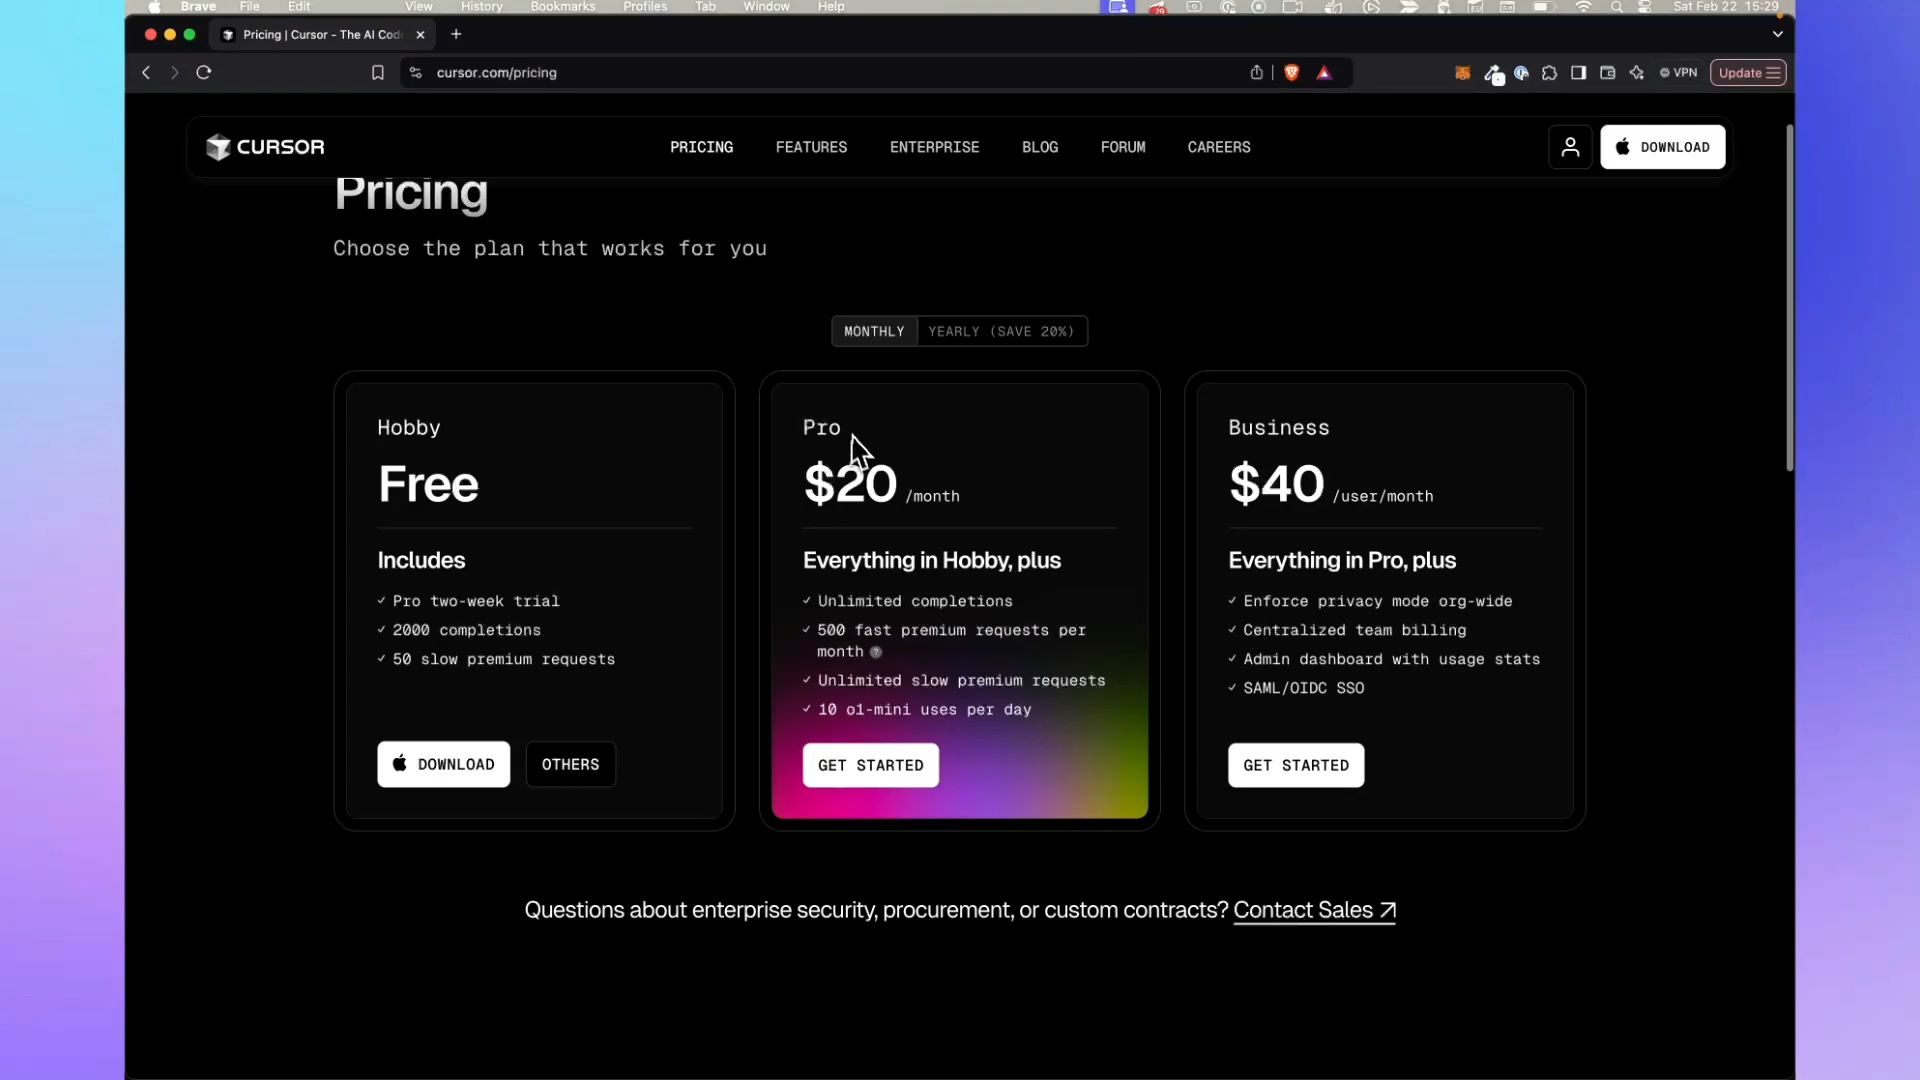 Brave File Edit View History Bookmarks Profiles Tab Window Help Sat Feb 22 15:29
Pricing | Cursor - The AI Cod
cursor.com/pricing
VPN
Update
CURSOR
PRICING FEATURES ENTERPRISE BLOG FORUM CAREERS
DOWNLOAD
Pricing
Choose the plan that works for you
MONTHLY YEARLY (SAVE 20%)
Hobby
Free
Includes
✓ Pro two-week trial
✓ 2000 completions
✓ 50 slow premium requests
DOWNLOAD OTHERS
Pro
$20 /month
Everything in Hobby, plus
✓ Unlimited completions
✓ 500 fast premium requests per
month ?
✓ Unlimited slow premium requests
✓ 10 o1-mini uses per day
GET STARTED
Business
$40 /user/month
Everything in Pro, plus
✓ Enforce privacy mode org-wide
✓ Centralized team billing
✓ Admin dashboard with usage stats
✓ SAML/OIDC SSO
GET STARTED
Questions about enterprise security, procurement, or custom contracts? Contact Sales ↗